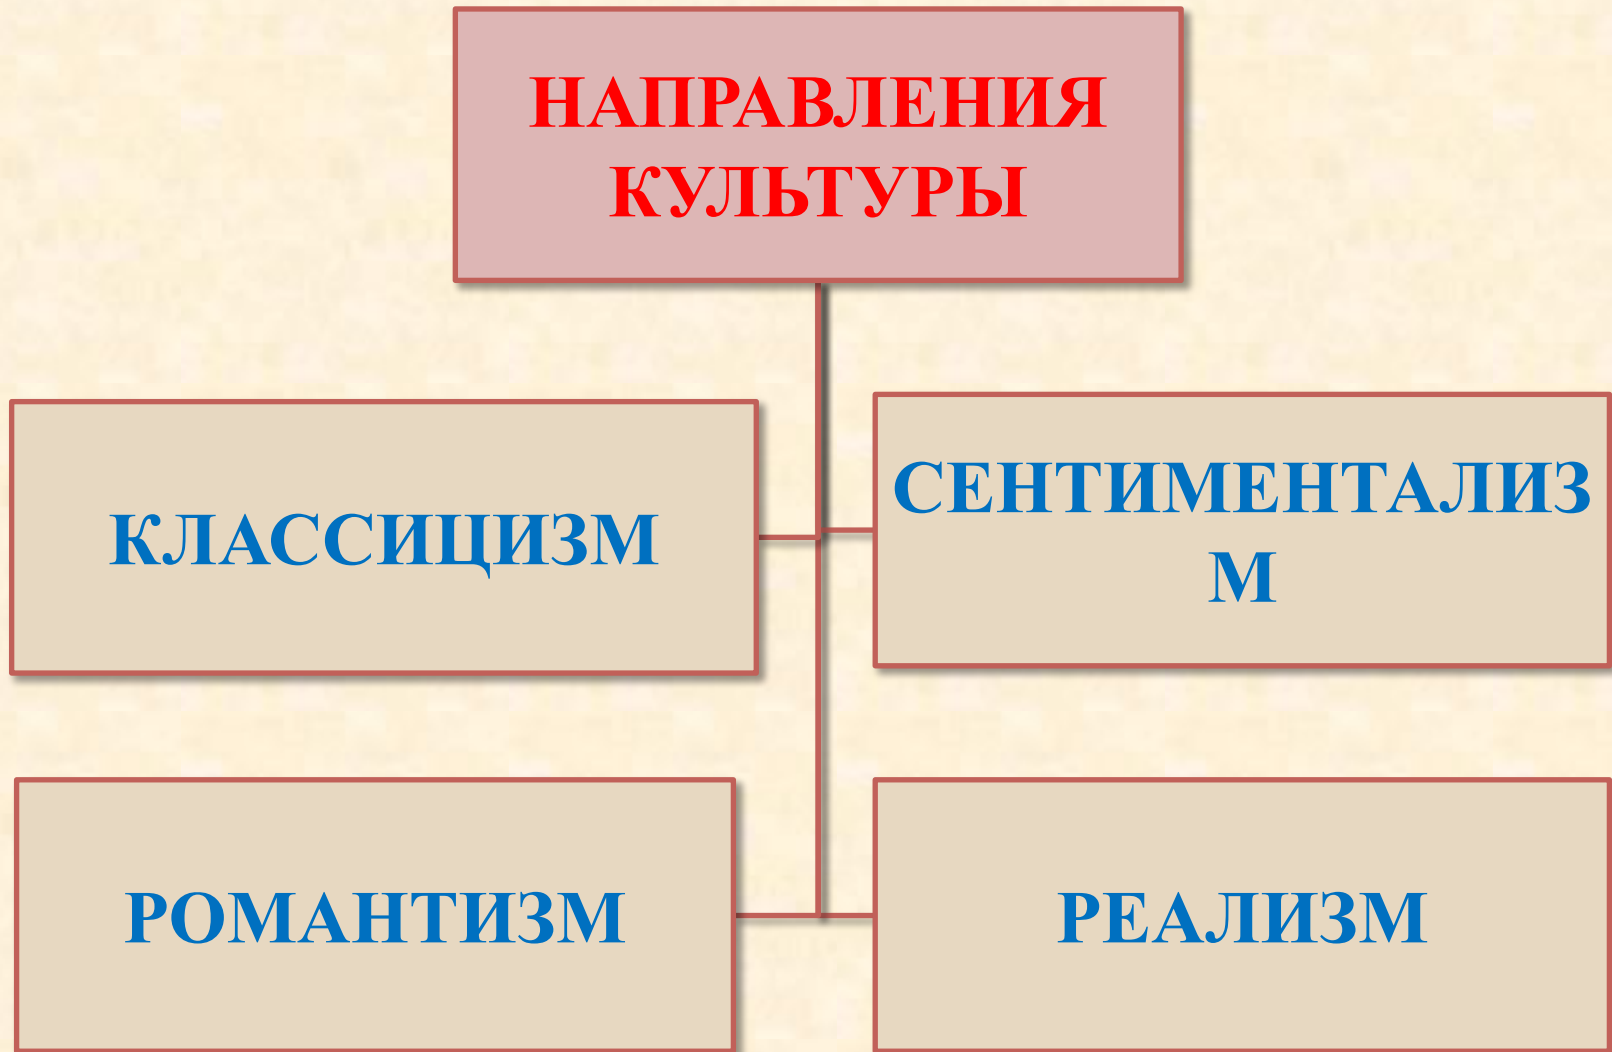 НАПРАВЛЕНИЯ
КУЛЬТУРЫ
КЛАССИЦИЗМ
СЕНТИМЕНТАЛИЗ
М
РОМАНТИЗМ
РЕАЛИЗМ